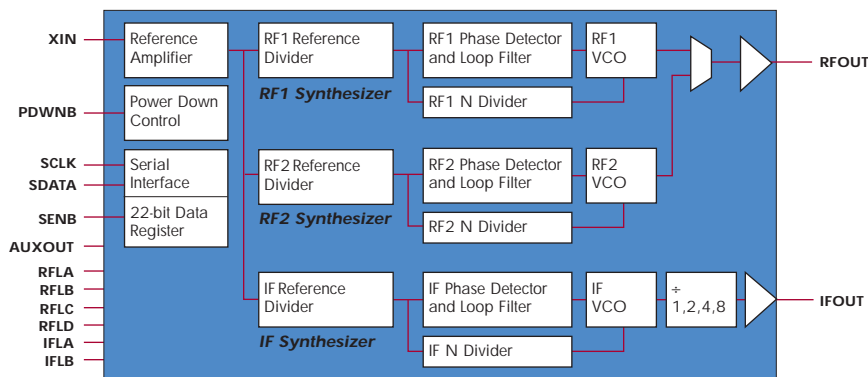 XIN
PDWNB
SCLK
SDATA
SENB
AUXOUT
RFLA
RFLB
RFLC
RFLD
IFLA
IFLB
Reference
Amplifier
Power Down
Control
Serial
Interface
22-bit Data
Register
RF1 Reference
Divider
RF1 Synthesizer
RF1 Phase Detector
and Loop Filter
RF1 N Divider
RF1
VCO
RF2 Reference
Divider
RF2 Synthesizer
RF2 Phase Detector
and Loop Filter
RF2 N Divider
RF2
VCO
IF Reference
Divider
IF Synthesizer
IF Phase Detector
and Loop Filter
IF N Divider
IF
VCO
÷
1,2,4,8
RFOUT
IFOUT